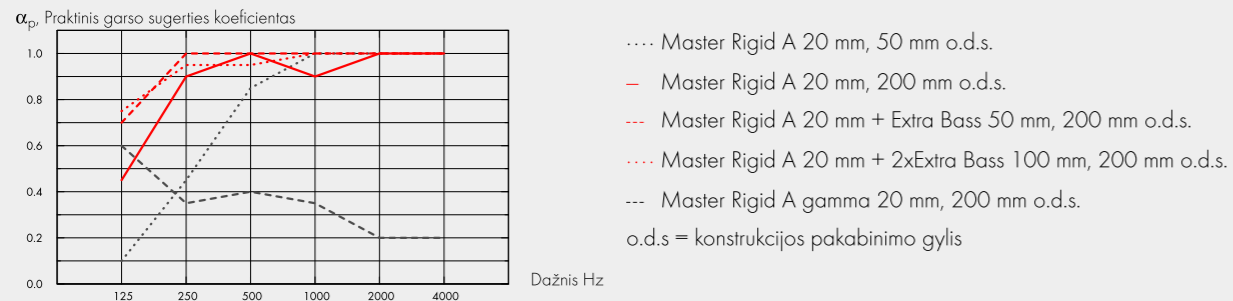 αp, Praktinis garso sugerties koeficientas
1.0
0.8
0.6
0.4
0.2
0.0
125 250 500 1000 2000 4000
Dažnis Hz
Master Rigid A 20 mm, 50 mm o.d.s.
Master Rigid A 20 mm, 200 mm o.d.s.
Master Rigid A 20 mm + Extra Bass 50 mm, 200 mm o.d.s.
Master Rigid A 20 mm + 2xExtra Bass 100 mm, 200 mm o.d.s.
Master Rigid A gamma 20 mm, 200 mm o.d.s.
o.d.s = konstrukcijos pakabinimo gylis